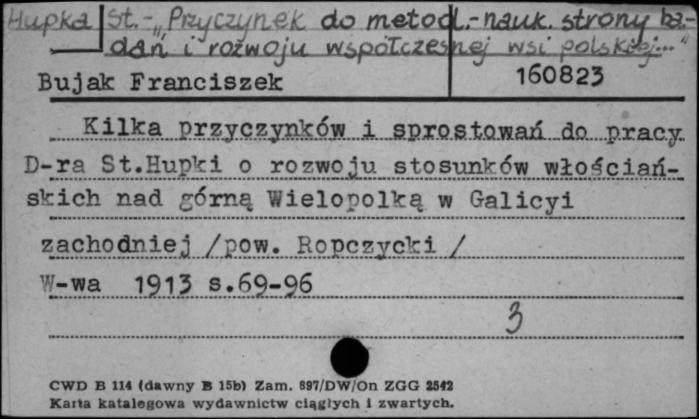 Hupka St.-„Przyczynek do metod.-nauk. strony ba-
dań i rozwoju współczesnej wsi polskiej..."
Bujak Franciszek 160823
Kilka przyczynków i sprostowań do pracy
D-ra St.Hupki o rozwoju stosunków włościań-
skich nad górną Wielopolką w Galicyi
zachodniej /pow. Ropczycki /
W-wa 1913 s.69-96
3
CWD B 114 (dawny B 15b) Zam. 897/DW/On ZGG 2542
Karta katalogowa wydawnictw ciągłych i zwartych.